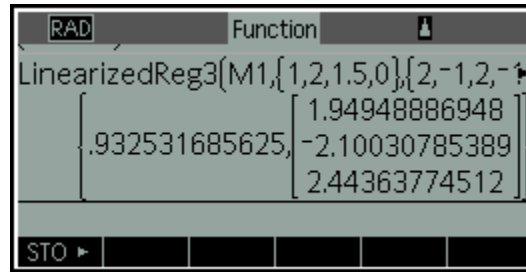 RAD Function
LinearizedReg3(M1,{1,2,1.5,0},{2,-1,2,-1
{.932531685625,[1.94948886948
-2.10030785389
2.44363774512]}
STO ►